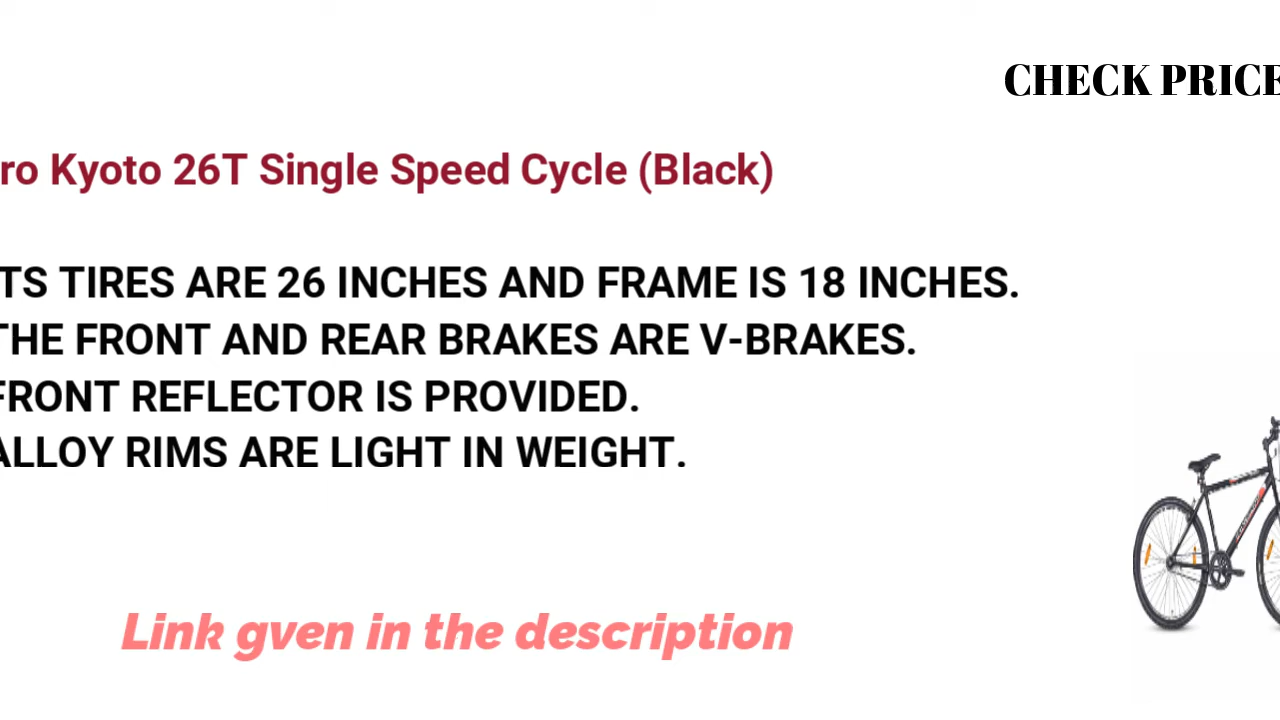 CHECK PRICE
ro Kyoto 26T Single Speed Cycle (Black)
TS TIRES ARE 26 INCHES AND FRAME IS 18 INCHES.
THE FRONT AND REAR BRAKES ARE V-BRAKES.
FRONT REFLECTOR IS PROVIDED.
ALLOY RIMS ARE LIGHT IN WEIGHT.
Link gven in the description